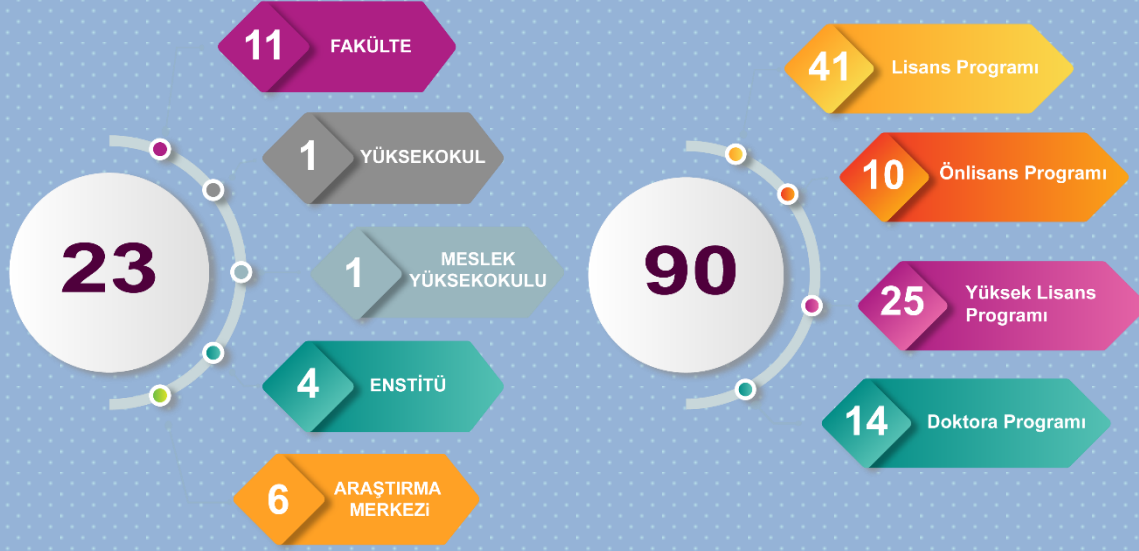 23
11 FAKÜLTE
1 YÜKSEKOKUL
1 MESLEK
YÜKSEKOKULU
4 ENSTİTÜ
6 ARAŞTIRMA
MERKEZi
90
41 Lisans Programı
10 Önlisans Programı
25 Yüksek Lisans
Programı
14 Doktora Programı